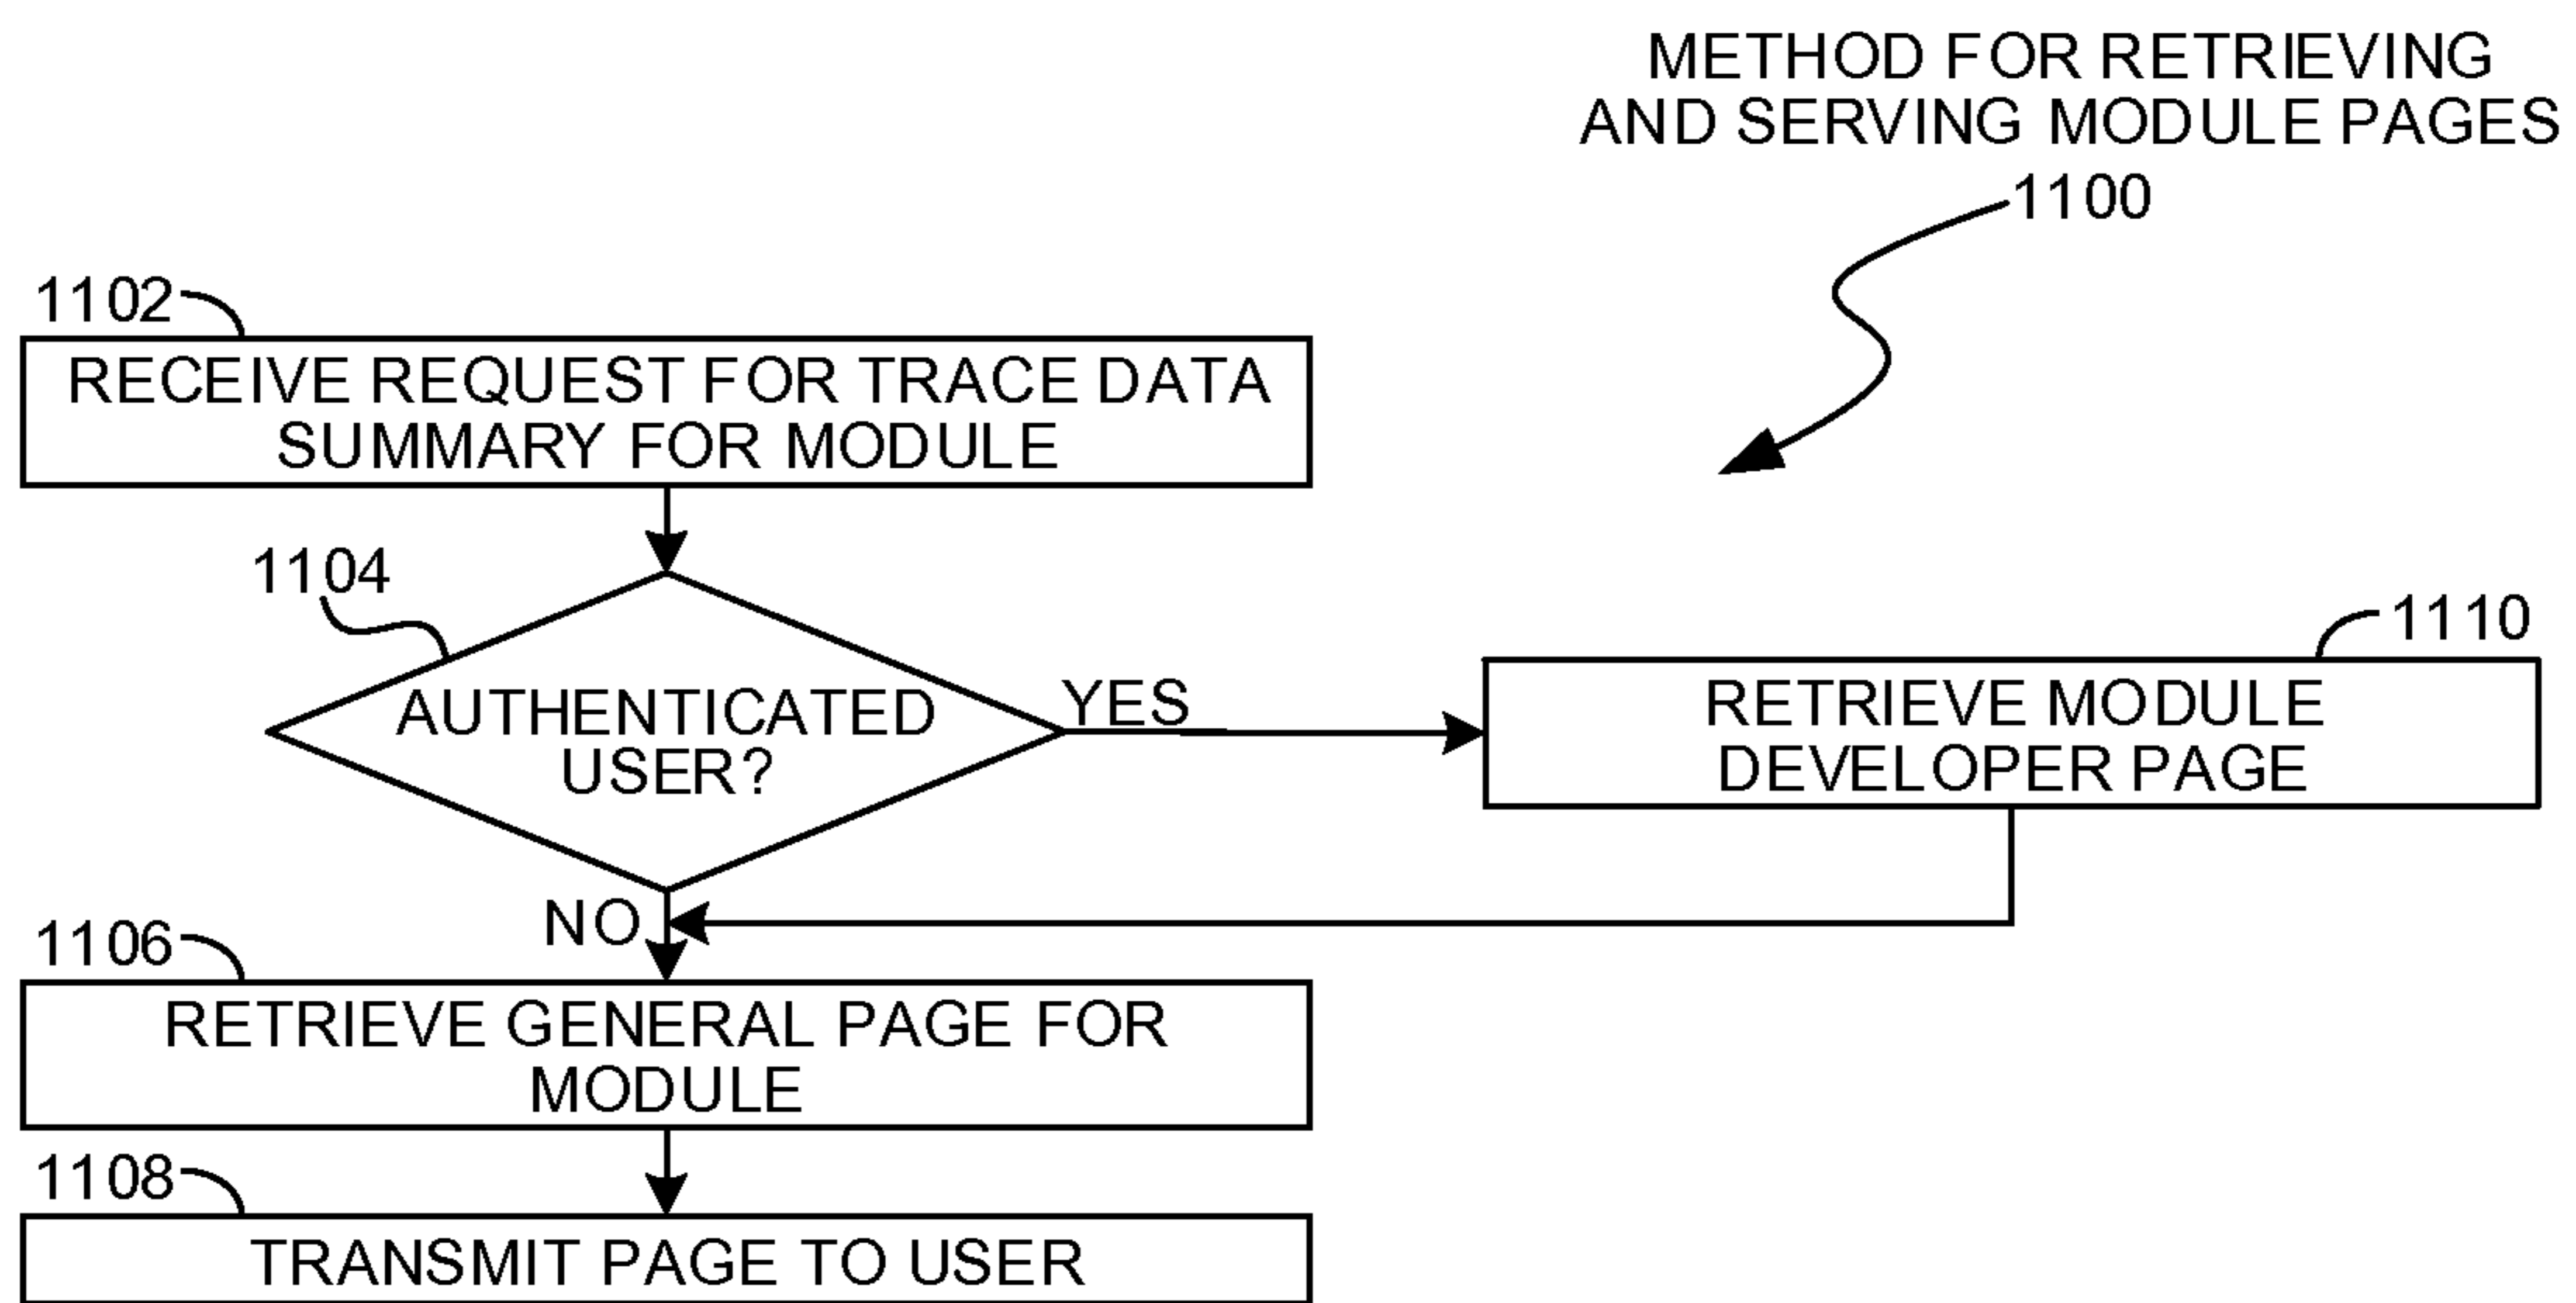 METHOD FOR RETRIEVING
AND SERVING MODULE PAGES
1100
1102
RECEIVE REQUEST FOR TRACE DATA
SUMMARY FOR MODULE
1104
AUTHENTICATED
USER?
YES
1110
RETRIEVE MODULE
DEVELOPER PAGE
NO
1106
RETRIEVE GENERAL PAGE FOR
MODULE
1108
TRANSMIT PAGE TO USER